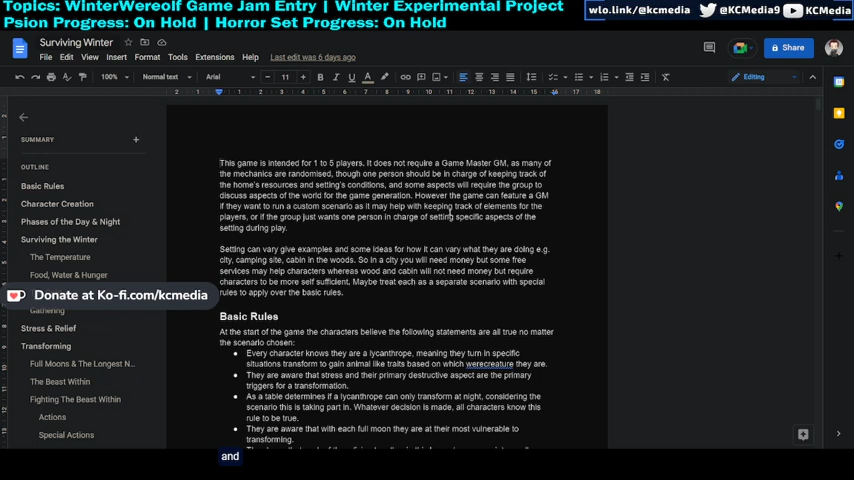 Topics: WinterWereolf Game Jam Entry | Winter Experimental Project
Psion Progress: On Hold | Horror Set Progress: On Hold
wlo.link/@kcmedia
@KCMedia9
KCMedia
Surviving Winter
File Edit View Insert Format Tools Extensions Help Last edit was 6 days ago
Share
100% Normal text Arial 11 Editing
SUMMARY
OUTLINE
Basic Rules
Character Creation
Phases of the Day & Night
Surviving the Winter
The Temperature
Food, Water & Hunger
Gathering
Stress & Relief
Transforming
Full Moons & The Longest N...
The Beast Within
Fighting The Beast Within
Actions
Special Actions
Donate at Ko-fi.com/kcmedia
This game is intended for 1 to 5 players. It does not require a Game Master GM, as many of
the mechanics are randomised, though one person should be in charge of keeping track of
the home's resources and setting's conditions, and some aspects will require the group to
discuss aspects of the world for the game generation. However the game can feature a GM
if they want to run a custom scenario as it may help with keeping track of elements for the
players, or if the group just wants one person in charge of setting specific aspects of the
setting during play.
Setting can vary give examples and some ideas for how it can vary what they are doing e.g.
city, camping site, cabin in the woods. So in a city you will need money but some free
services may help characters whereas wood and cabin will not need money but require
characters to be more self sufficient. Maybe treat each as a separate scenario with special
rules to apply over the basic rules.
Basic Rules
At the start of the game the characters believe the following statements are all true no matter
the scenario chosen:
● Every character knows they are a lycanthrope, meaning they turn in specific
situations transform to gain animal like traits based on which werecreature they are.
● They are aware that stress and their primary destructive aspect are the primary
triggers for a transformation.
● As a table determines if a lycanthrope can only transform at night, considering the
scenario this is taking part in. Whatever decision is made, all characters know this
rule to be true.
● They are aware that with each full moon they are at their most vulnerable to
transforming.
and